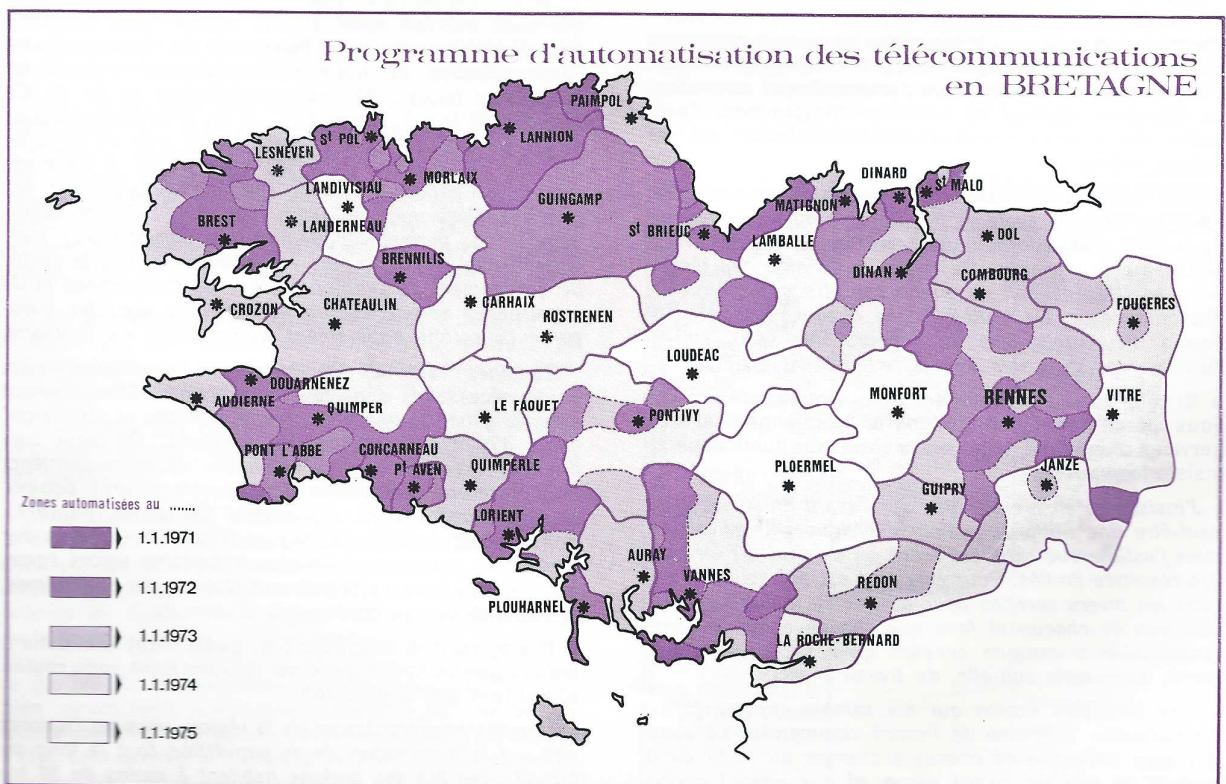 Programme d'automatisation des télécommunications
en BRETAGNE
PAIMPOL
LANNION
St POL
LESNEVEN
MORLAIX
LANDIVISIAU
GUINGAMP
DINARD
St MALO
MATIGNON
BREST
LANDERNEAU
St BRIEUC
LAMBALLE
DOL
BRENNILIS
DINAN
COMBOURG
CROZON
CHATEAULIN
CARHAIX
FOUGERES
ROSTRENEN
LOUDEAC
DOUARNENEZ
AUDIERNE
QUIMPER
LE FAOUET
PONTIVY
MONFORT
RENNES
VITRE
PONT L'ABBE
CONCARNEAU
Pt AVEN
QUIMPERLE
PLOERMEL
JANZE
GUIPRY
LORIENT
AURAY
VANNES
REDON
PLOUHARNEL
LA ROCHE-BERNARD
Zones automatisées au .......
1.1.1971
1.1.1972
1.1.1973
1.1.1974
1.1.1975